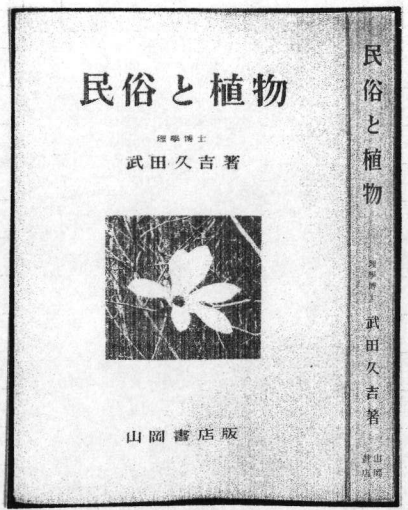 民俗と植物
理學博士
武田久吉著
山岡書店版
民俗と植物
理學博士
武田久吉著
山岡
書店